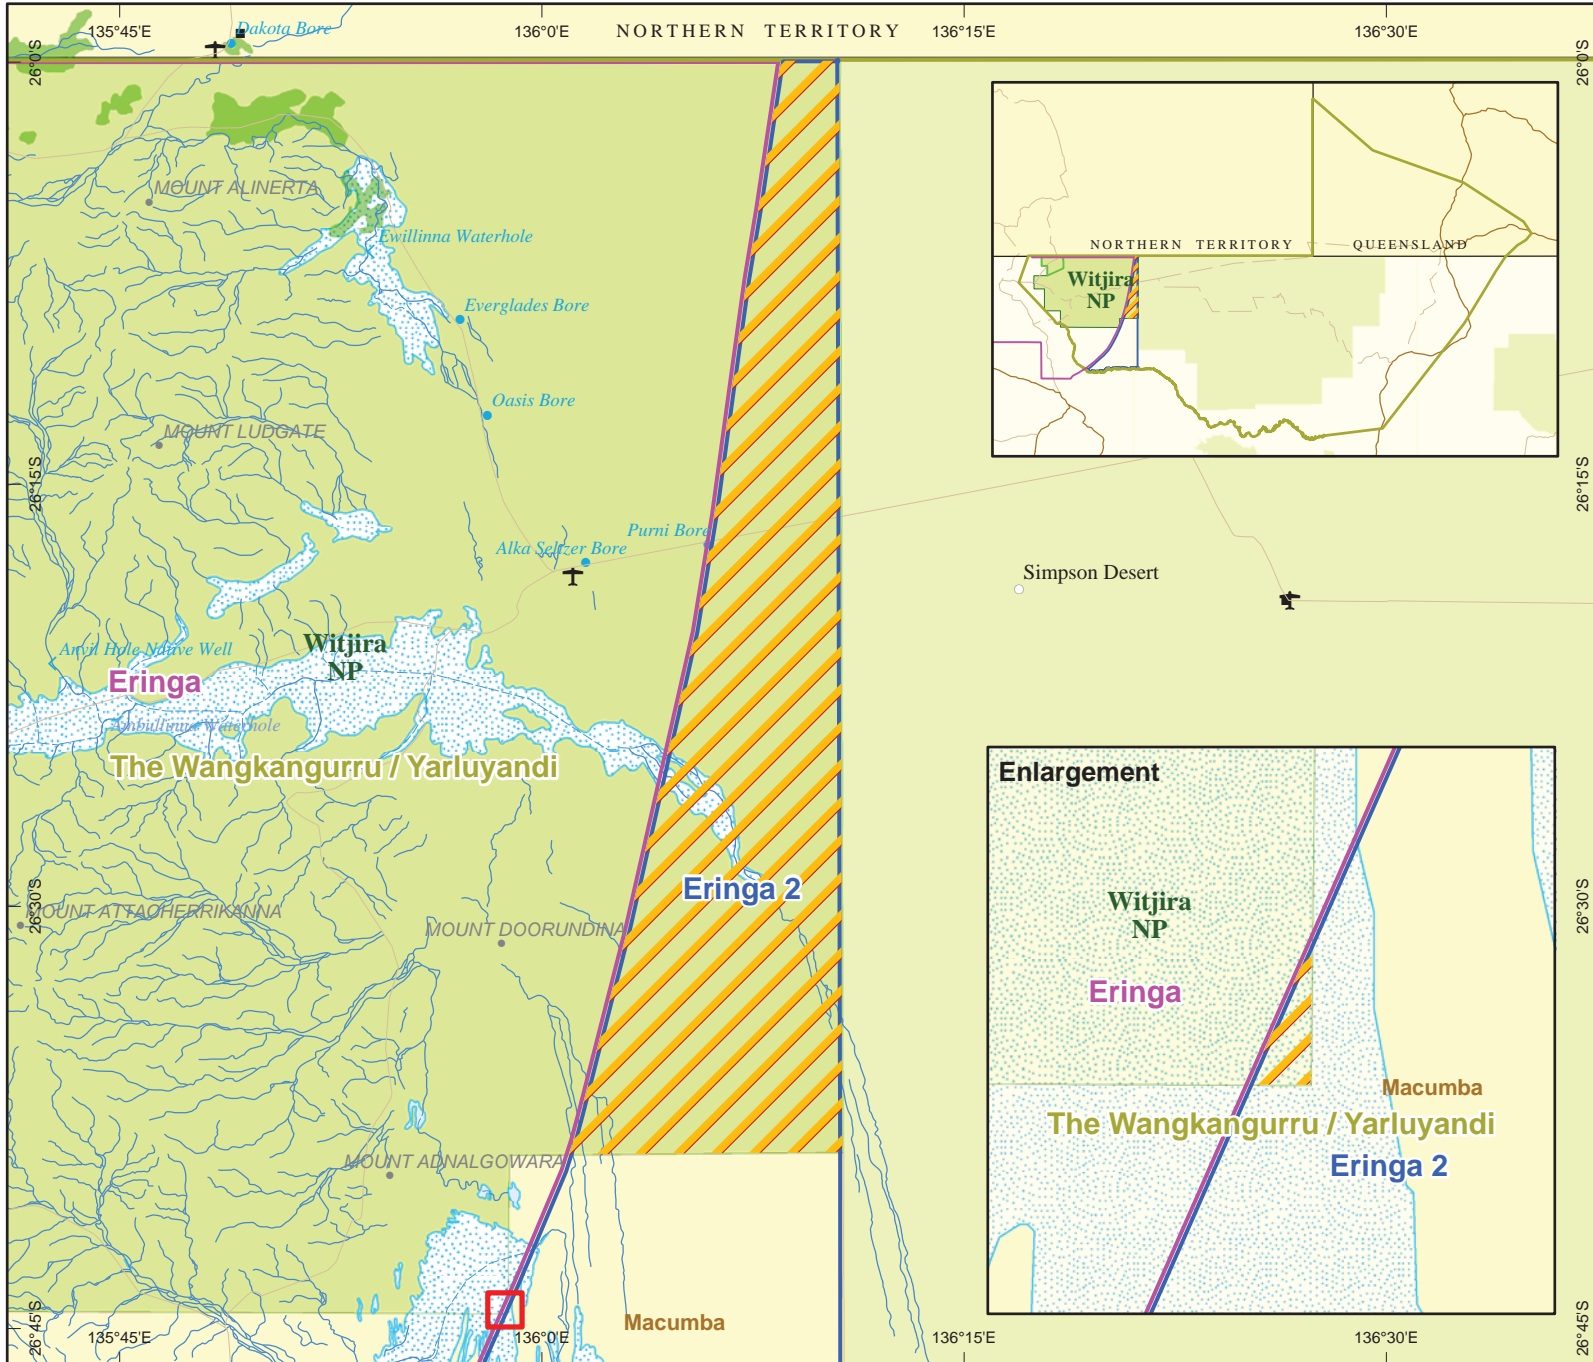 135°45'E
Dakota Bore
136°0'E
NORTHERN TERRITORY
136°15'E
136°30'E
26°0'S
26°0'S
MOUNT ALINERTA
Ewillinna Waterhole
Everglades Bore
Oasis Bore
MOUNT LUDGATE
NORTHERN TERRITORY
QUEENSLAND
Witjira
NP
26°15'S
26°15'S
Purni Bore
Alka Seltzer Bore
Simpson Desert
Anvil Hole Native Well
Witjira
NP
Eringa
Ambullinna Waterhole
The Wangkangurru / Yarluyandi
Enlargement
Eringa 2
Witjira
NP
26°30'S
26°30'S
MOUNT ATTACHERRIKANNA
MOUNT DOORUNDINA
Eringa
Macumba
The Wangkangurru / Yarluyandi
Eringa 2
MOUNT ADNALGOWARA
Macumba
26°45'S
26°45'S
135°45'E
136°0'E
136°15'E
136°30'E